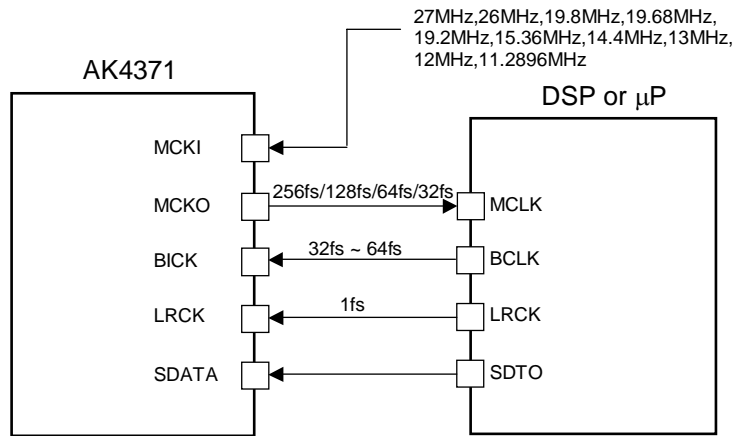 27MHz,26MHz,19.8MHz,19.68MHz,
19.2MHz,15.36MHz,14.4MHz,13MHz,
12MHz,11.2896MHz
AK4371
DSP or μP
MCKI
MCKO
256fs/128fs/64fs/32fs
MCLK
BICK
32fs ~ 64fs
BCLK
LRCK
1fs
LRCK
SDATA
SDTO